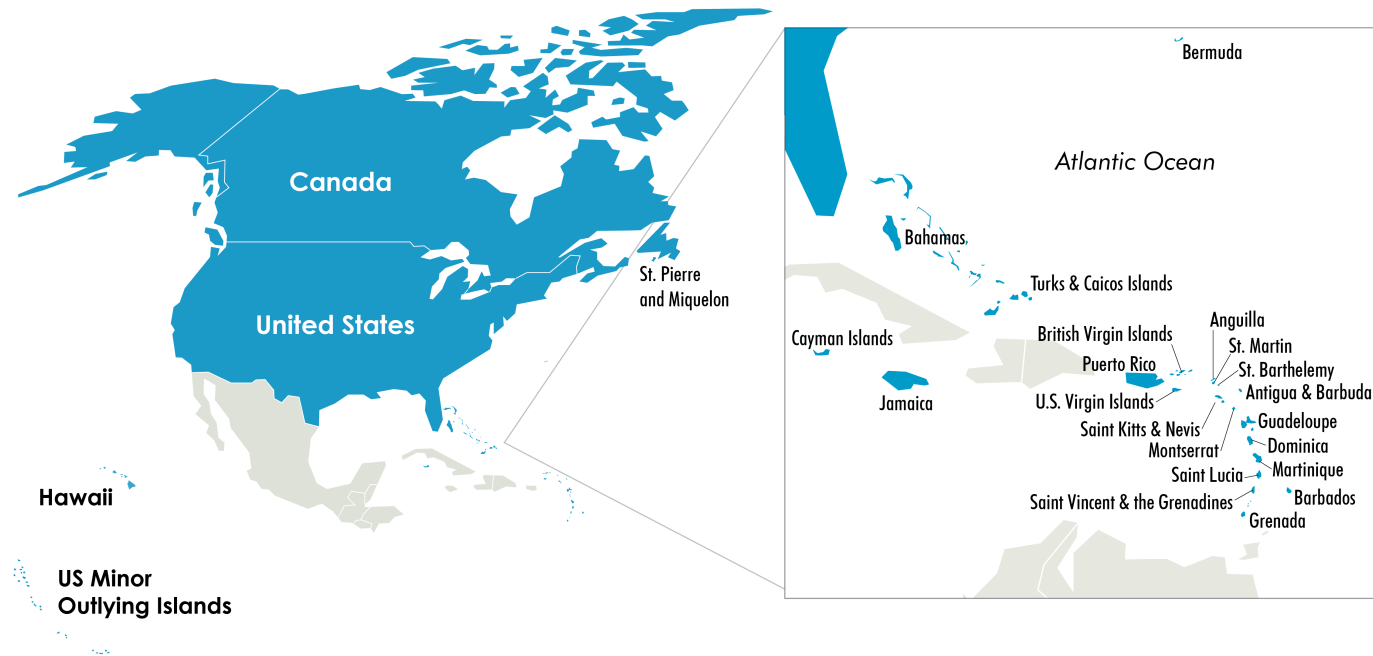 Canada
United States
St. Pierre
and Miquelon
Hawaii
US Minor
Outlying Islands
Bermuda
Atlantic Ocean
Bahamas
Turks & Caicos Islands
Cayman Islands
Jamaica
British Virgin Islands
Puerto Rico
U.S. Virgin Islands
Anguilla
St. Martin
St. Barthelemy
Antigua & Barbuda
Saint Kitts & Nevis
Montserrat
Guadeloupe
Dominica
Martinique
Saint Lucia
Saint Vincent & the Grenadines
Barbados
Grenada